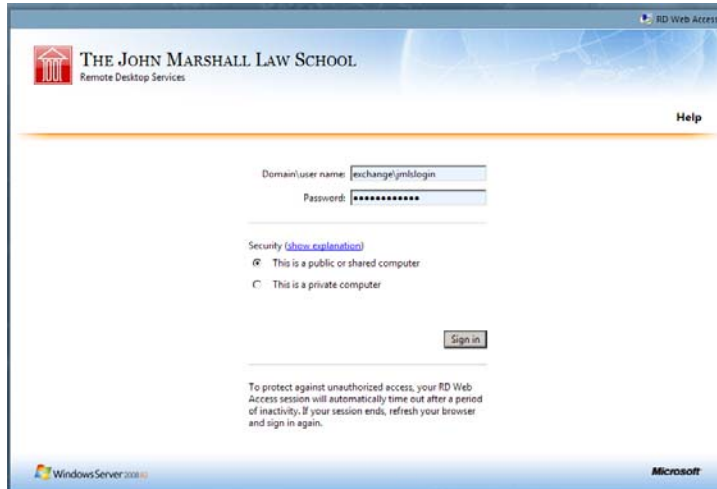 RD Web Access
THE JOHN MARSHALL LAW SCHOOL
Remote Desktop Services
Help
Domain\user name: exchange\jmlslogin
Password: ••••••••••••
Security (show explanation)
This is a public or shared computer
This is a private computer
Sign in
To protect against unauthorized access, your RD Web
Access session will automatically time out after a period
of inactivity. If your session ends, refresh your browser
and sign in again.
Windows Server 2008 R2
Microsoft